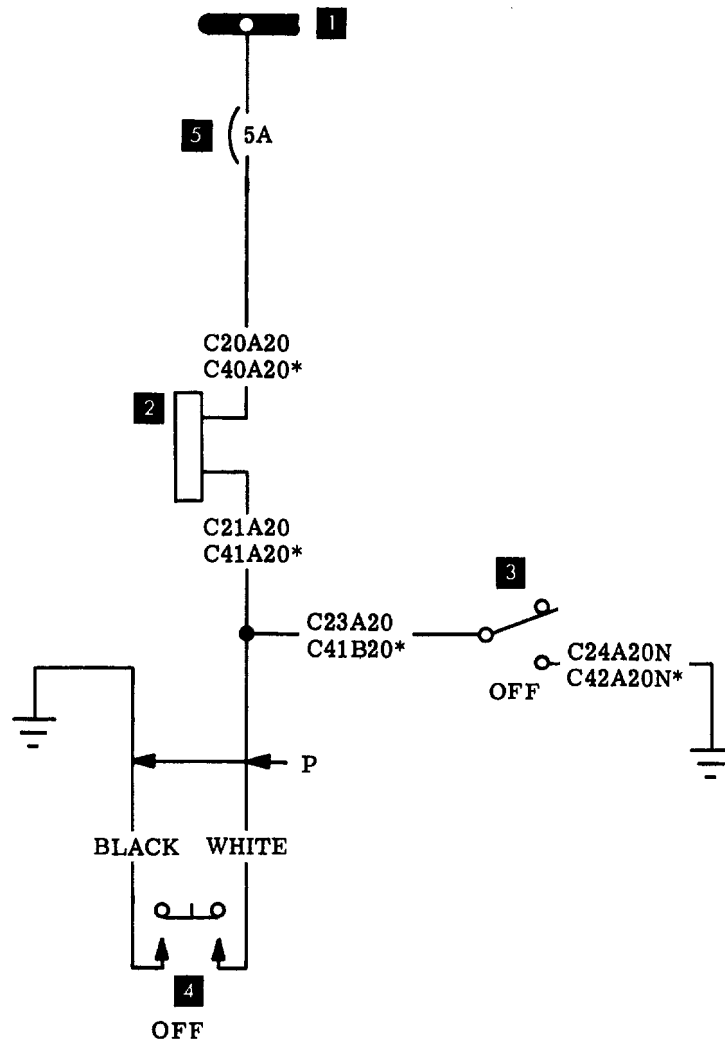 1
5
5A
C20A20
C40A20*
2
C21A20
C41A20*
3
C23A20
C41B20*
C24A20N
C42A20N*
OFF
P
BLACK WHITE
4
OFF